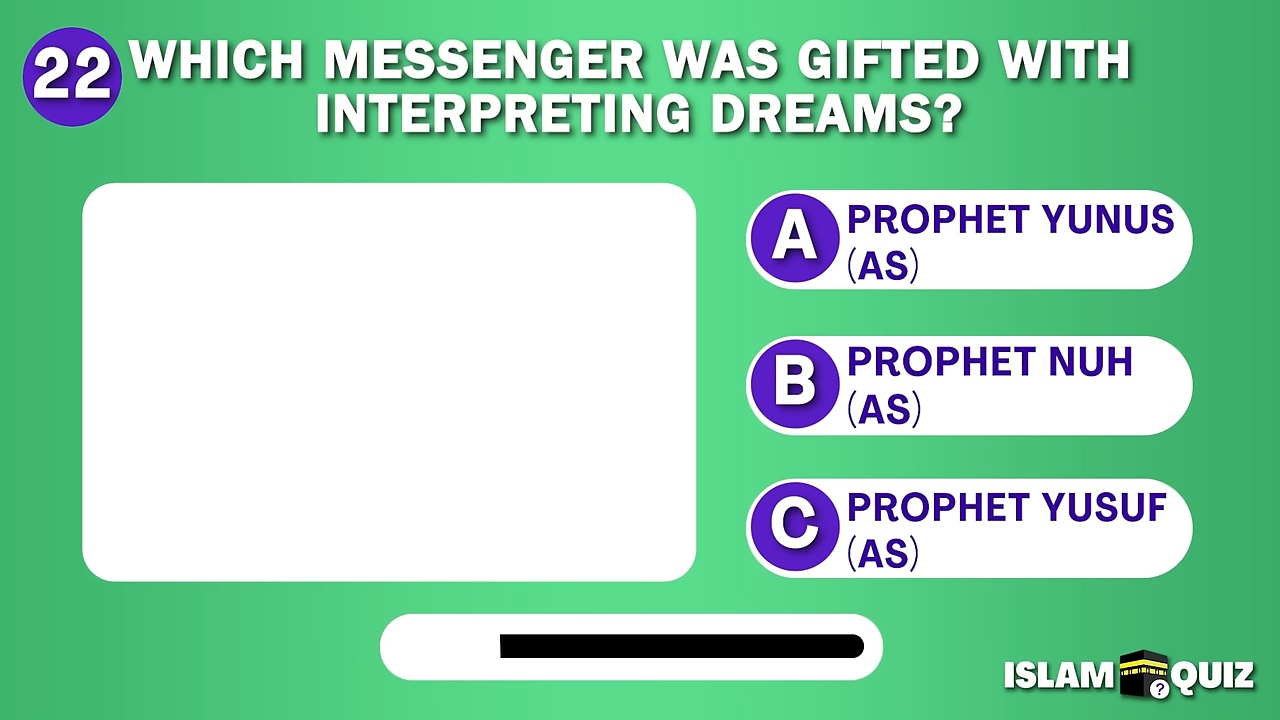 22
WHICH MESSENGER WAS GIFTED WITH
INTERPRETING DREAMS?
A
PROPHET YUNUS
(AS)
B
PROPHET NUH
(AS)
C
PROPHET YUSUF
(AS)
ISLAM ? QUIZ